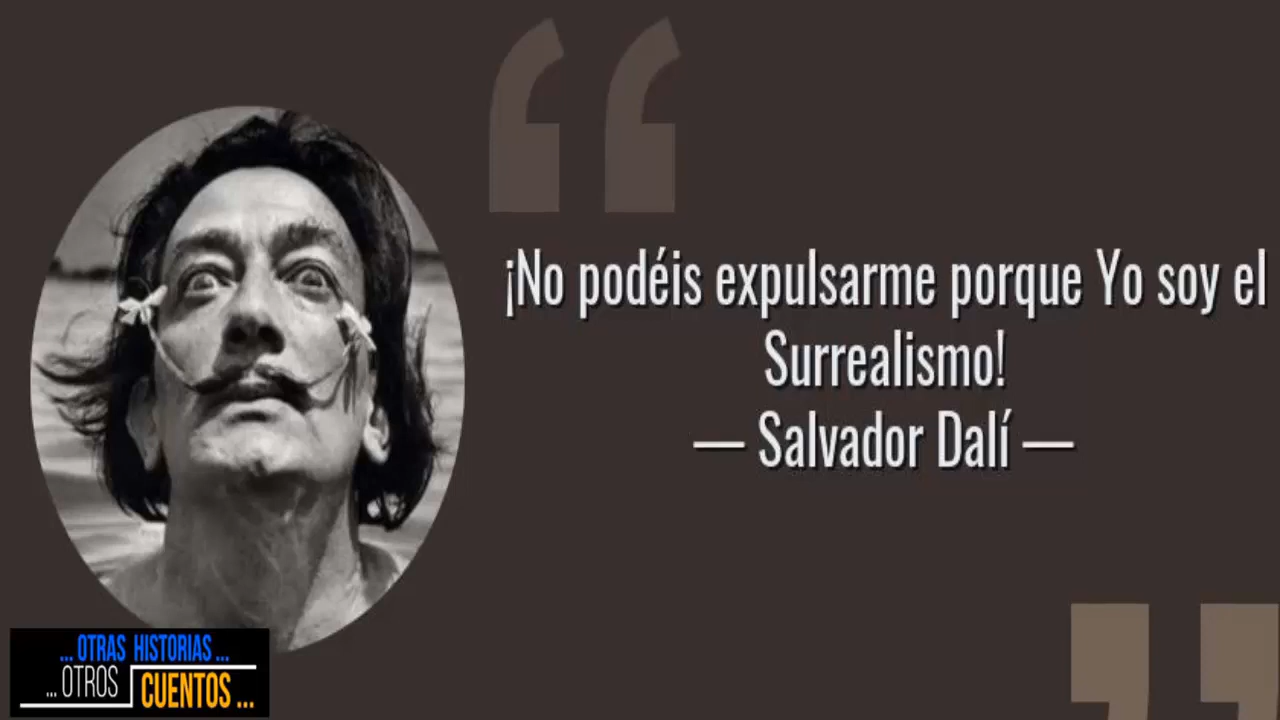 ¡No podéis expulsarme porque Yo soy el
Surrealismo!
— Salvador Dalí —
... OTRAS HISTORIAS ...
... OTROS
CUENTOS ...